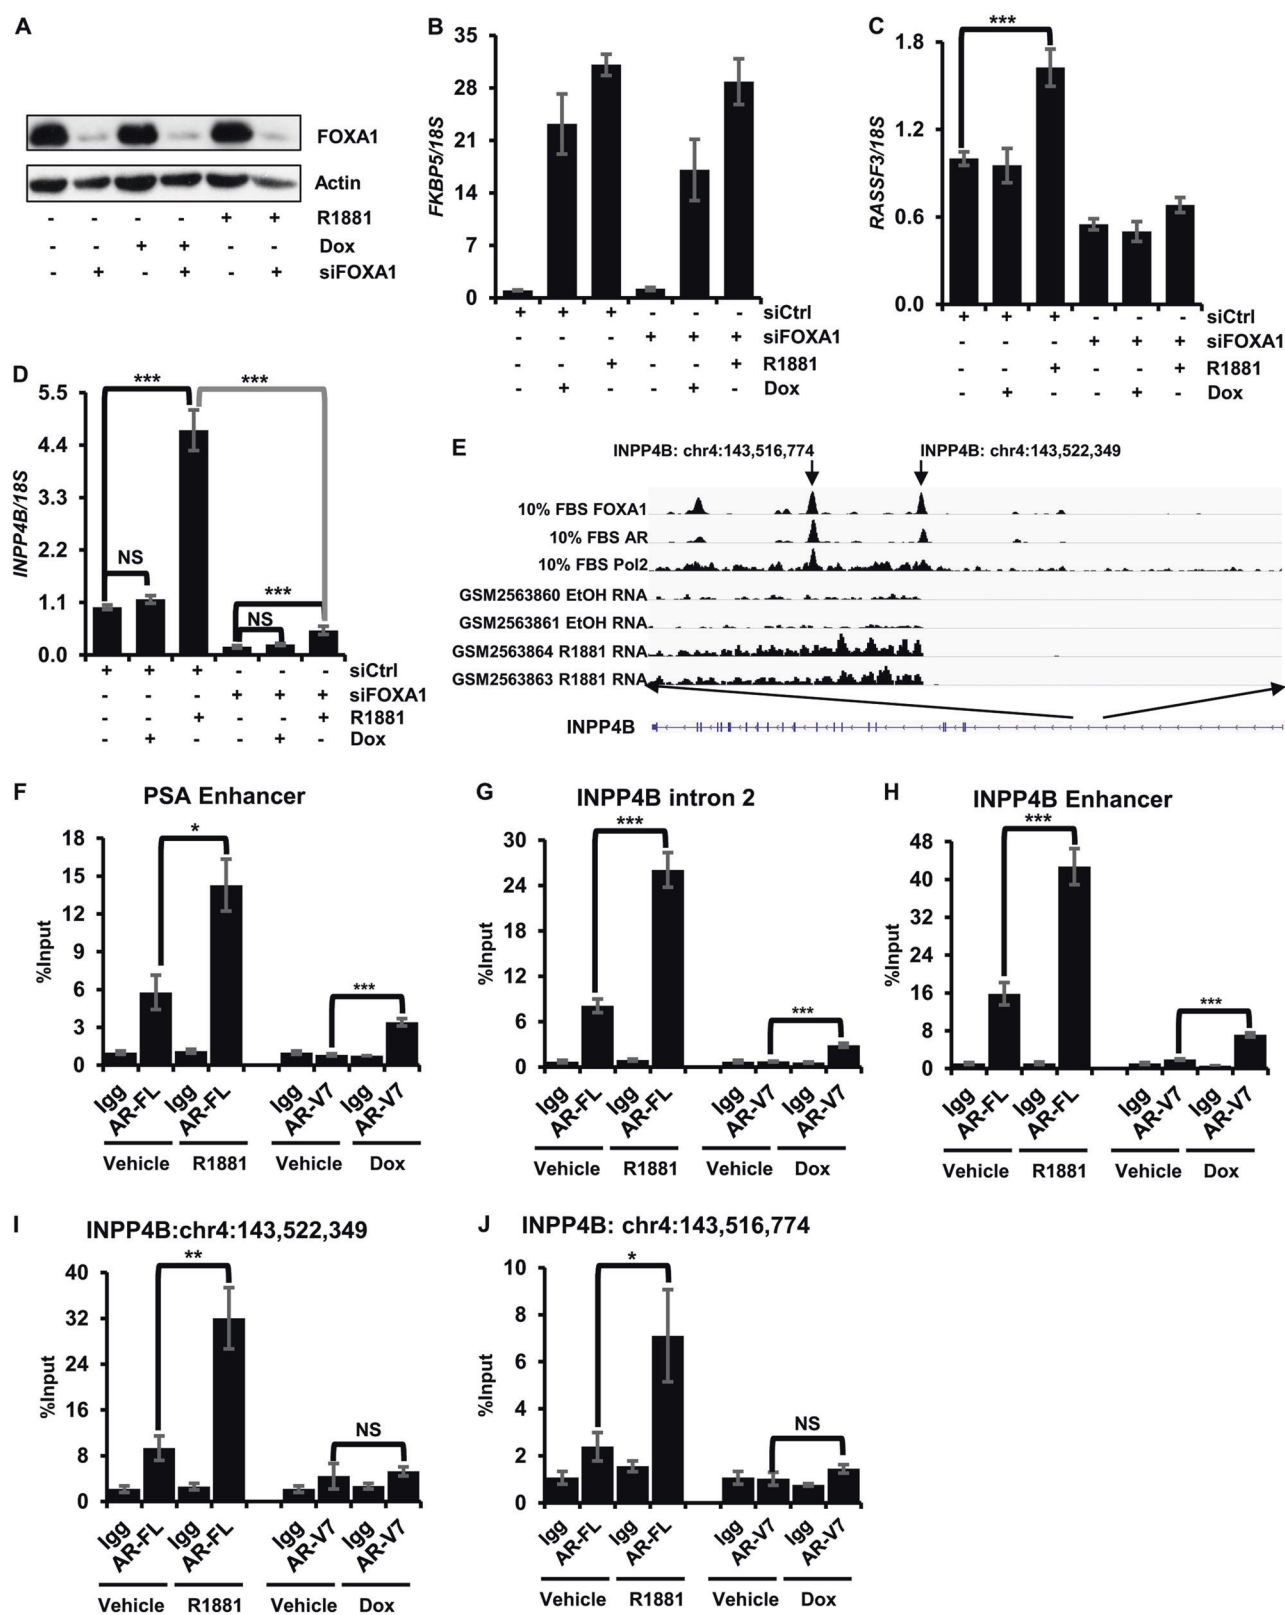 A
FOXA1
Actin
- - - - + + R1881
- - + + - - Dox
- + - + - + siFOXA1
B
FKBP5/18S
35
28
21
14
7
0
+ + + - - - siCtrl
- - - + + + siFOXA1
- - + - - + R1881
- + - - + - Dox
C
RASSF3/18S
***
1.8
1.2
0.6
0.0
+ + + - - - siCtrl
- - - + + + siFOXA1
- - + - - + R1881
- + - - + - Dox
D
INPP4B/18S
*** ***
NS
***
NS
5.5
4.4
3.3
2.2
1.1
0.0
+ + + - - - siCtrl
- - - + + + siFOXA1
- - + - - + R1881
- + - - + - Dox
E
INPP4B: chr4:143,516,774 INPP4B: chr4:143,522,349
10% FBS FOXA1
10% FBS AR
10% FBS Pol2
GSM2563860 EtOH RNA
GSM2563861 EtOH RNA
GSM2563864 R1881 RNA
GSM2563863 R1881 RNA
INPP4B
F
PSA Enhancer
%Input
18
15
12
9
6
3
0
*
***
Igg AR-FL Igg AR-FL Igg AR-V7 Igg AR-V7
Vehicle R1881 Vehicle Dox
G
INPP4B intron 2
%Input
30
24
18
12
6
0
***
***
Igg AR-FL Igg AR-FL Igg AR-V7 Igg AR-V7
Vehicle R1881 Vehicle Dox
H
INPP4B Enhancer
%Input
48
40
32
24
16
8
0
***
***
Igg AR-FL Igg AR-FL Igg AR-V7 Igg AR-V7
Vehicle R1881 Vehicle Dox
I
INPP4B:chr4:143,522,349
%Input
40
32
24
16
8
0
**
NS
Igg AR-FL Igg AR-FL Igg AR-V7 Igg AR-V7
Vehicle R1881 Vehicle Dox
J
INPP4B: chr4:143,516,774
%Input
10
8
6
4
2
0
*
NS
Igg AR-FL Igg AR-FL Igg AR-V7 Igg AR-V7
Vehicle R1881 Vehicle Dox